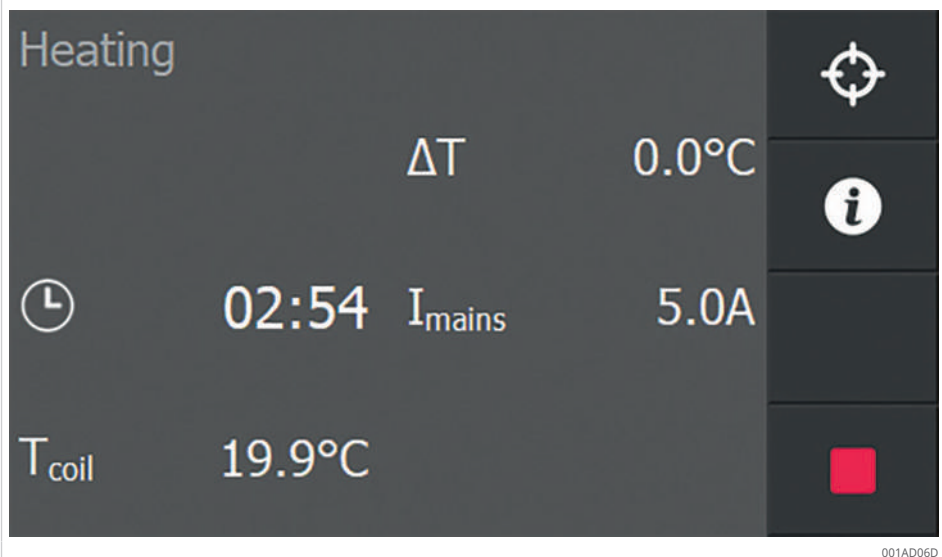 Heating
ΔT 0.0°C
02:54 Imains 5.0A
Tcoil 19.9°C
001AD06D